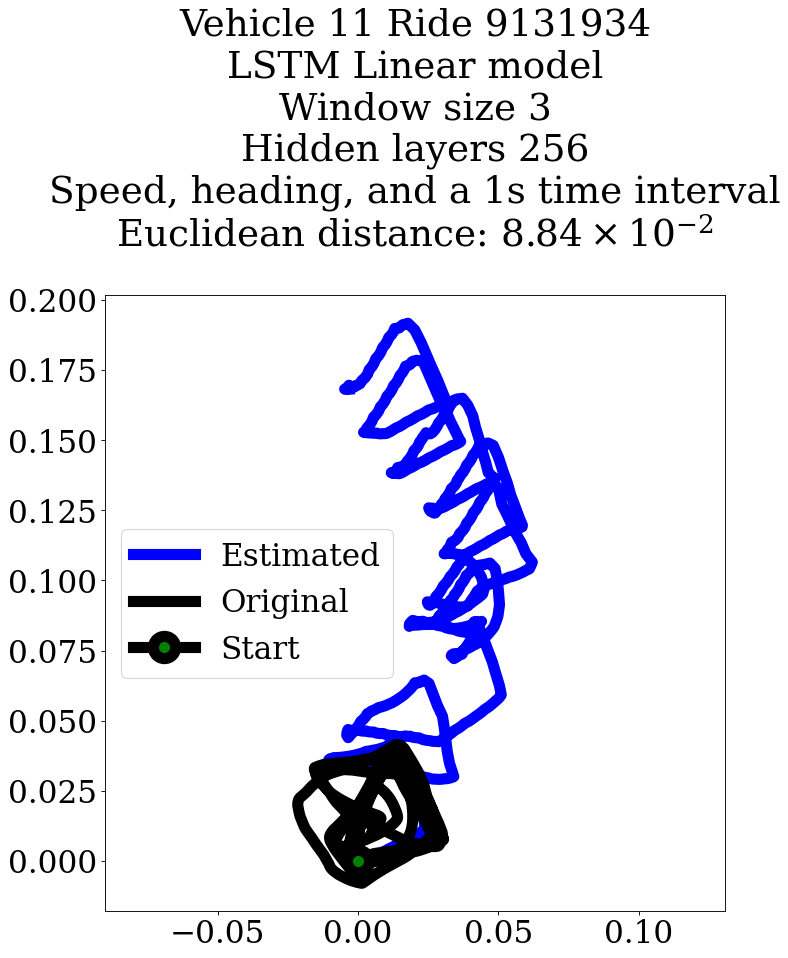 Vehicle 11 Ride 9131934
LSTM Linear model
Window size 3
Hidden layers 256
Speed, heading, and a 1s time interval
Euclidean distance: 8.84 × 10⁻²
0.200
0.175
0.150
0.125
0.100
0.075
0.050
0.025
0.000
Estimated
Original
Start
−0.05
0.00
0.05
0.10